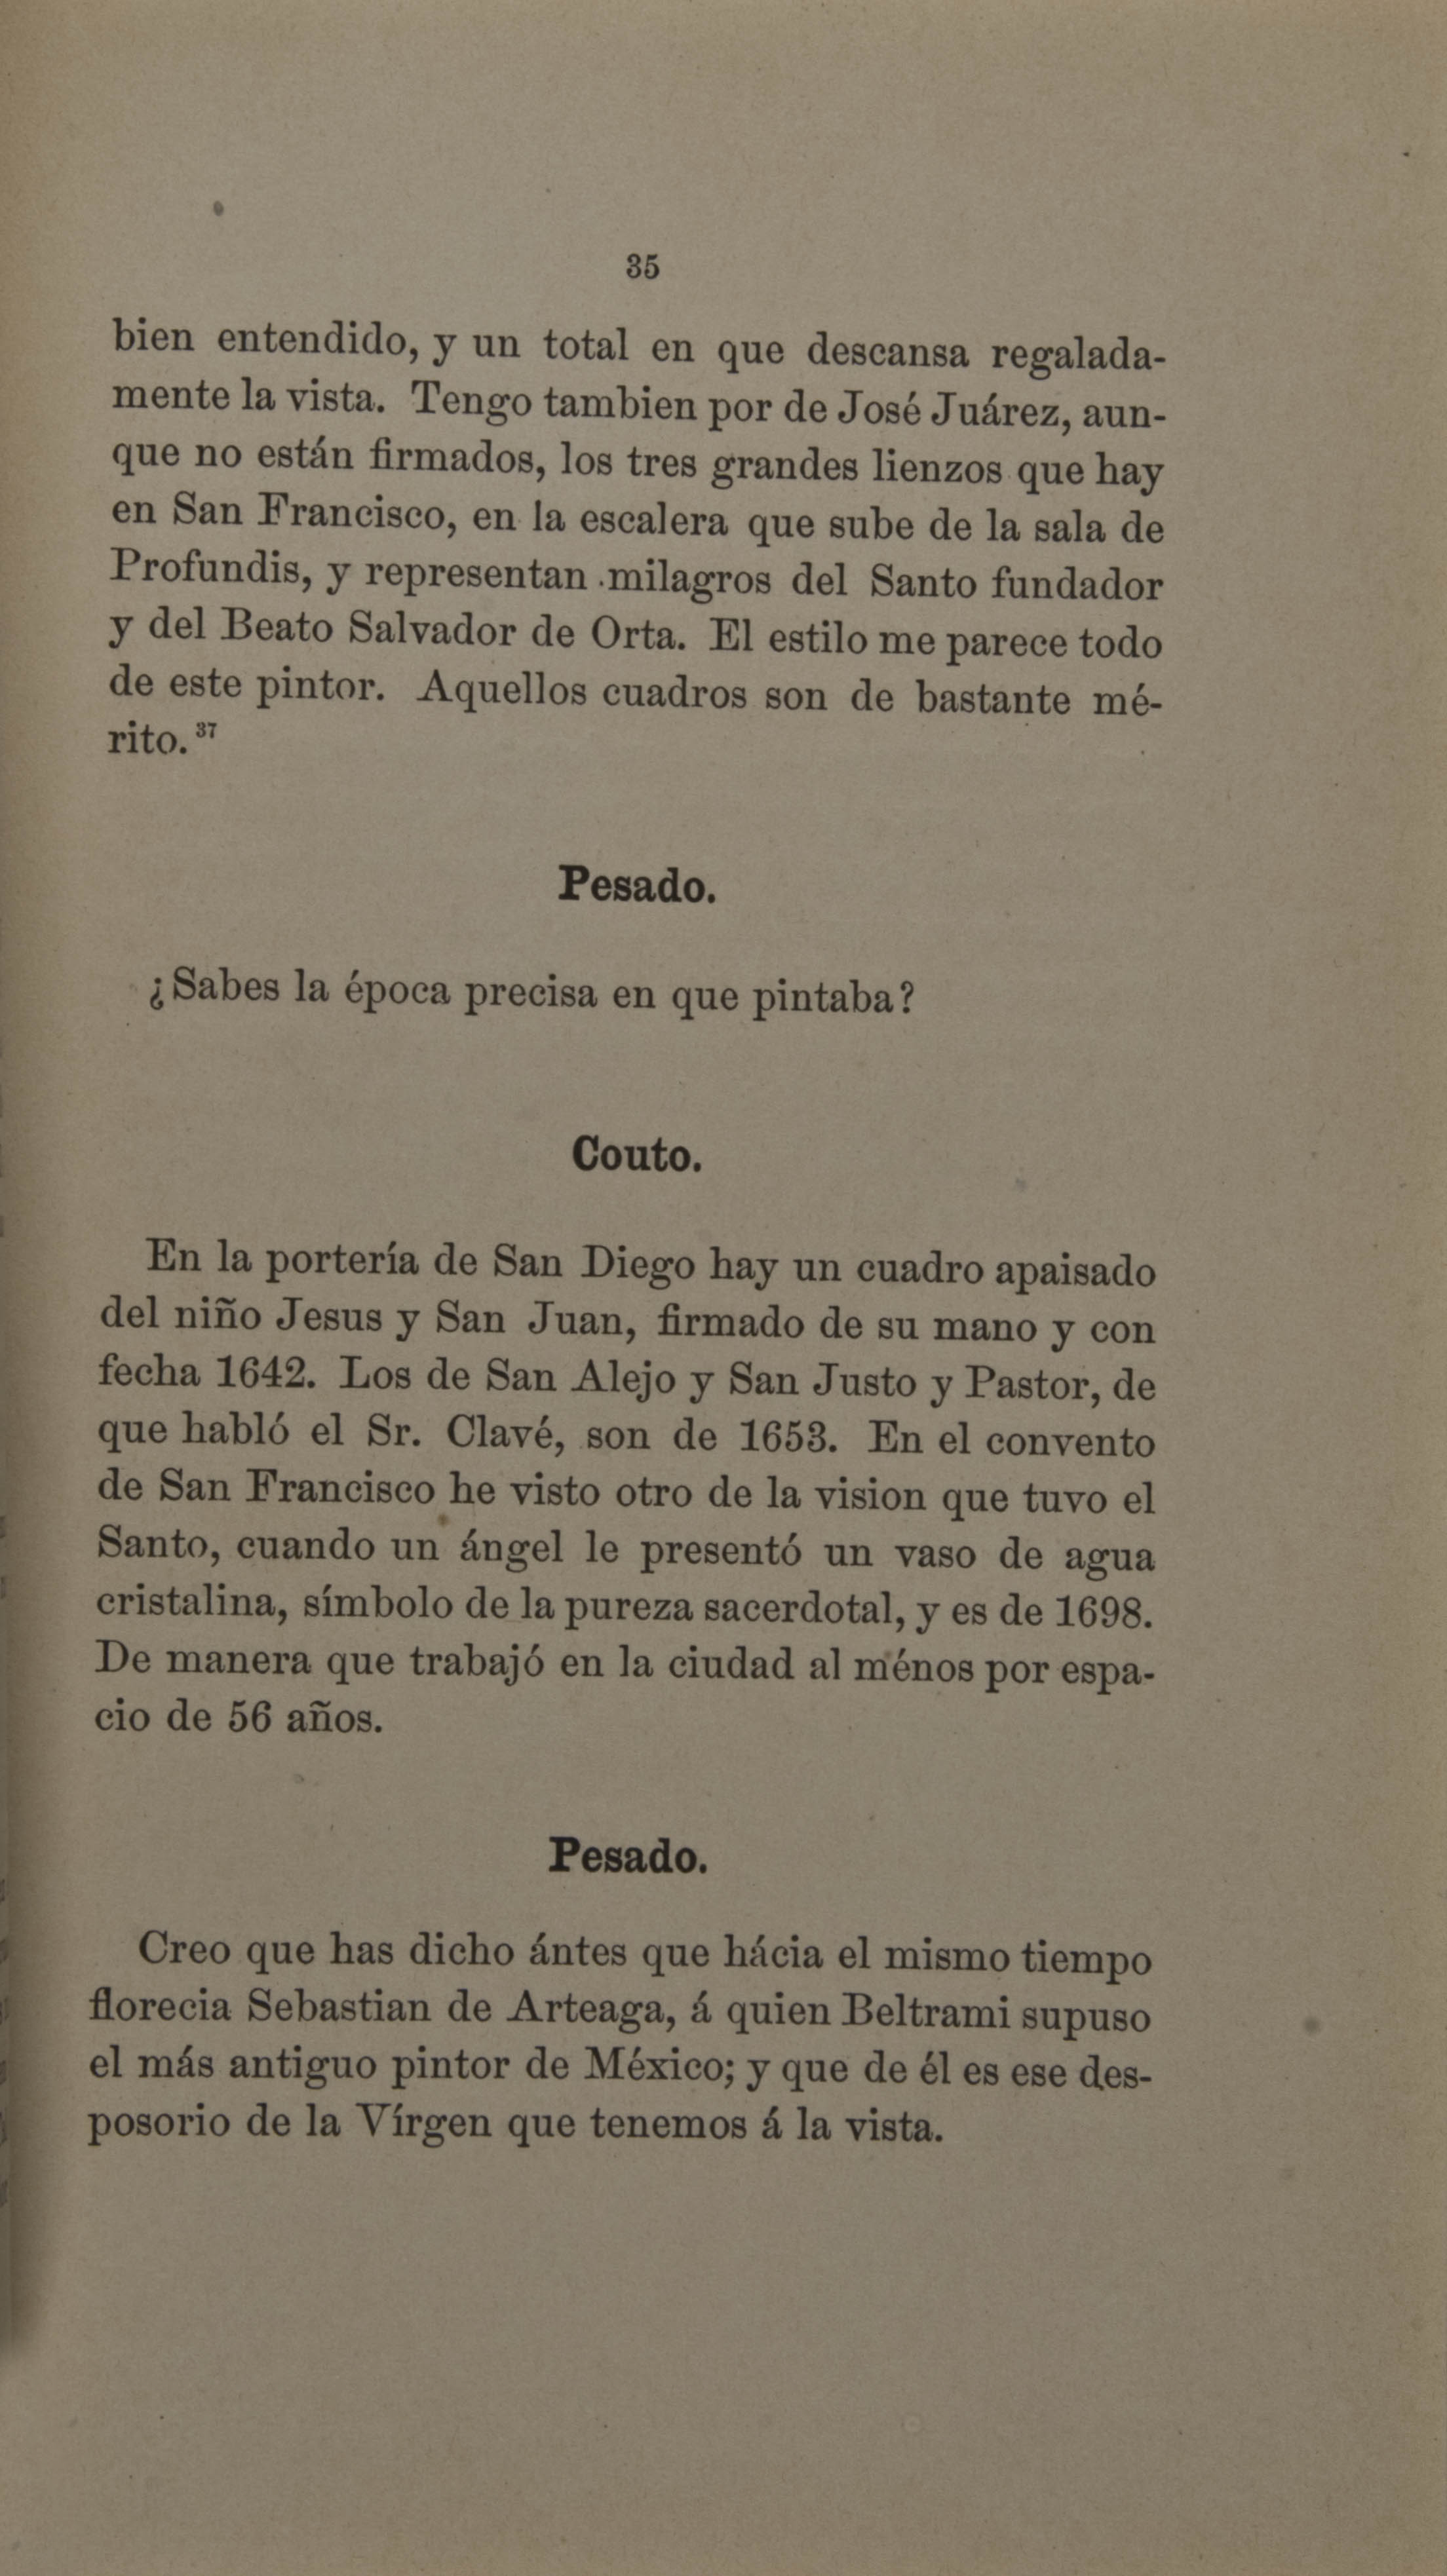 35
bien entendido, y un total en que descansa regalada-
mente la vista. Tengo tambien por de José Juárez, aun-
que no están firmados, los tres grandes lienzos que hay
en San Francisco, en la escalera que sube de la sala de
Profundis, y representan milagros del Santo fundador
y del Beato Salvador de Orta. El estilo me parece todo
de este pintor. Aquellos cuadros son de bastante mé-
rito.³⁷
Pesado.
¿Sabes la época precisa en que pintaba?
Couto.
En la portería de San Diego hay un cuadro apaisado
del niño Jesus y San Juan, firmado de su mano y con
fecha 1642. Los de San Alejo y San Justo y Pastor, de
que habló el Sr. Clavé, son de 1653. En el convento
de San Francisco he visto otro de la vision que tuvo el
Santo, cuando un ángel le presentó un vaso de agua
cristalina, símbolo de la pureza sacerdotal, y es de 1698.
De manera que trabajó en la ciudad al ménos por espa-
cio de 56 años.
Pesado.
Creo que has dicho ántes que hácia el mismo tiempo
florecia Sebastian de Arteaga, á quien Beltrami supuso
el más antiguo pintor de México; y que de él es ese des-
posorio de la Vírgen que tenemos á la vista.